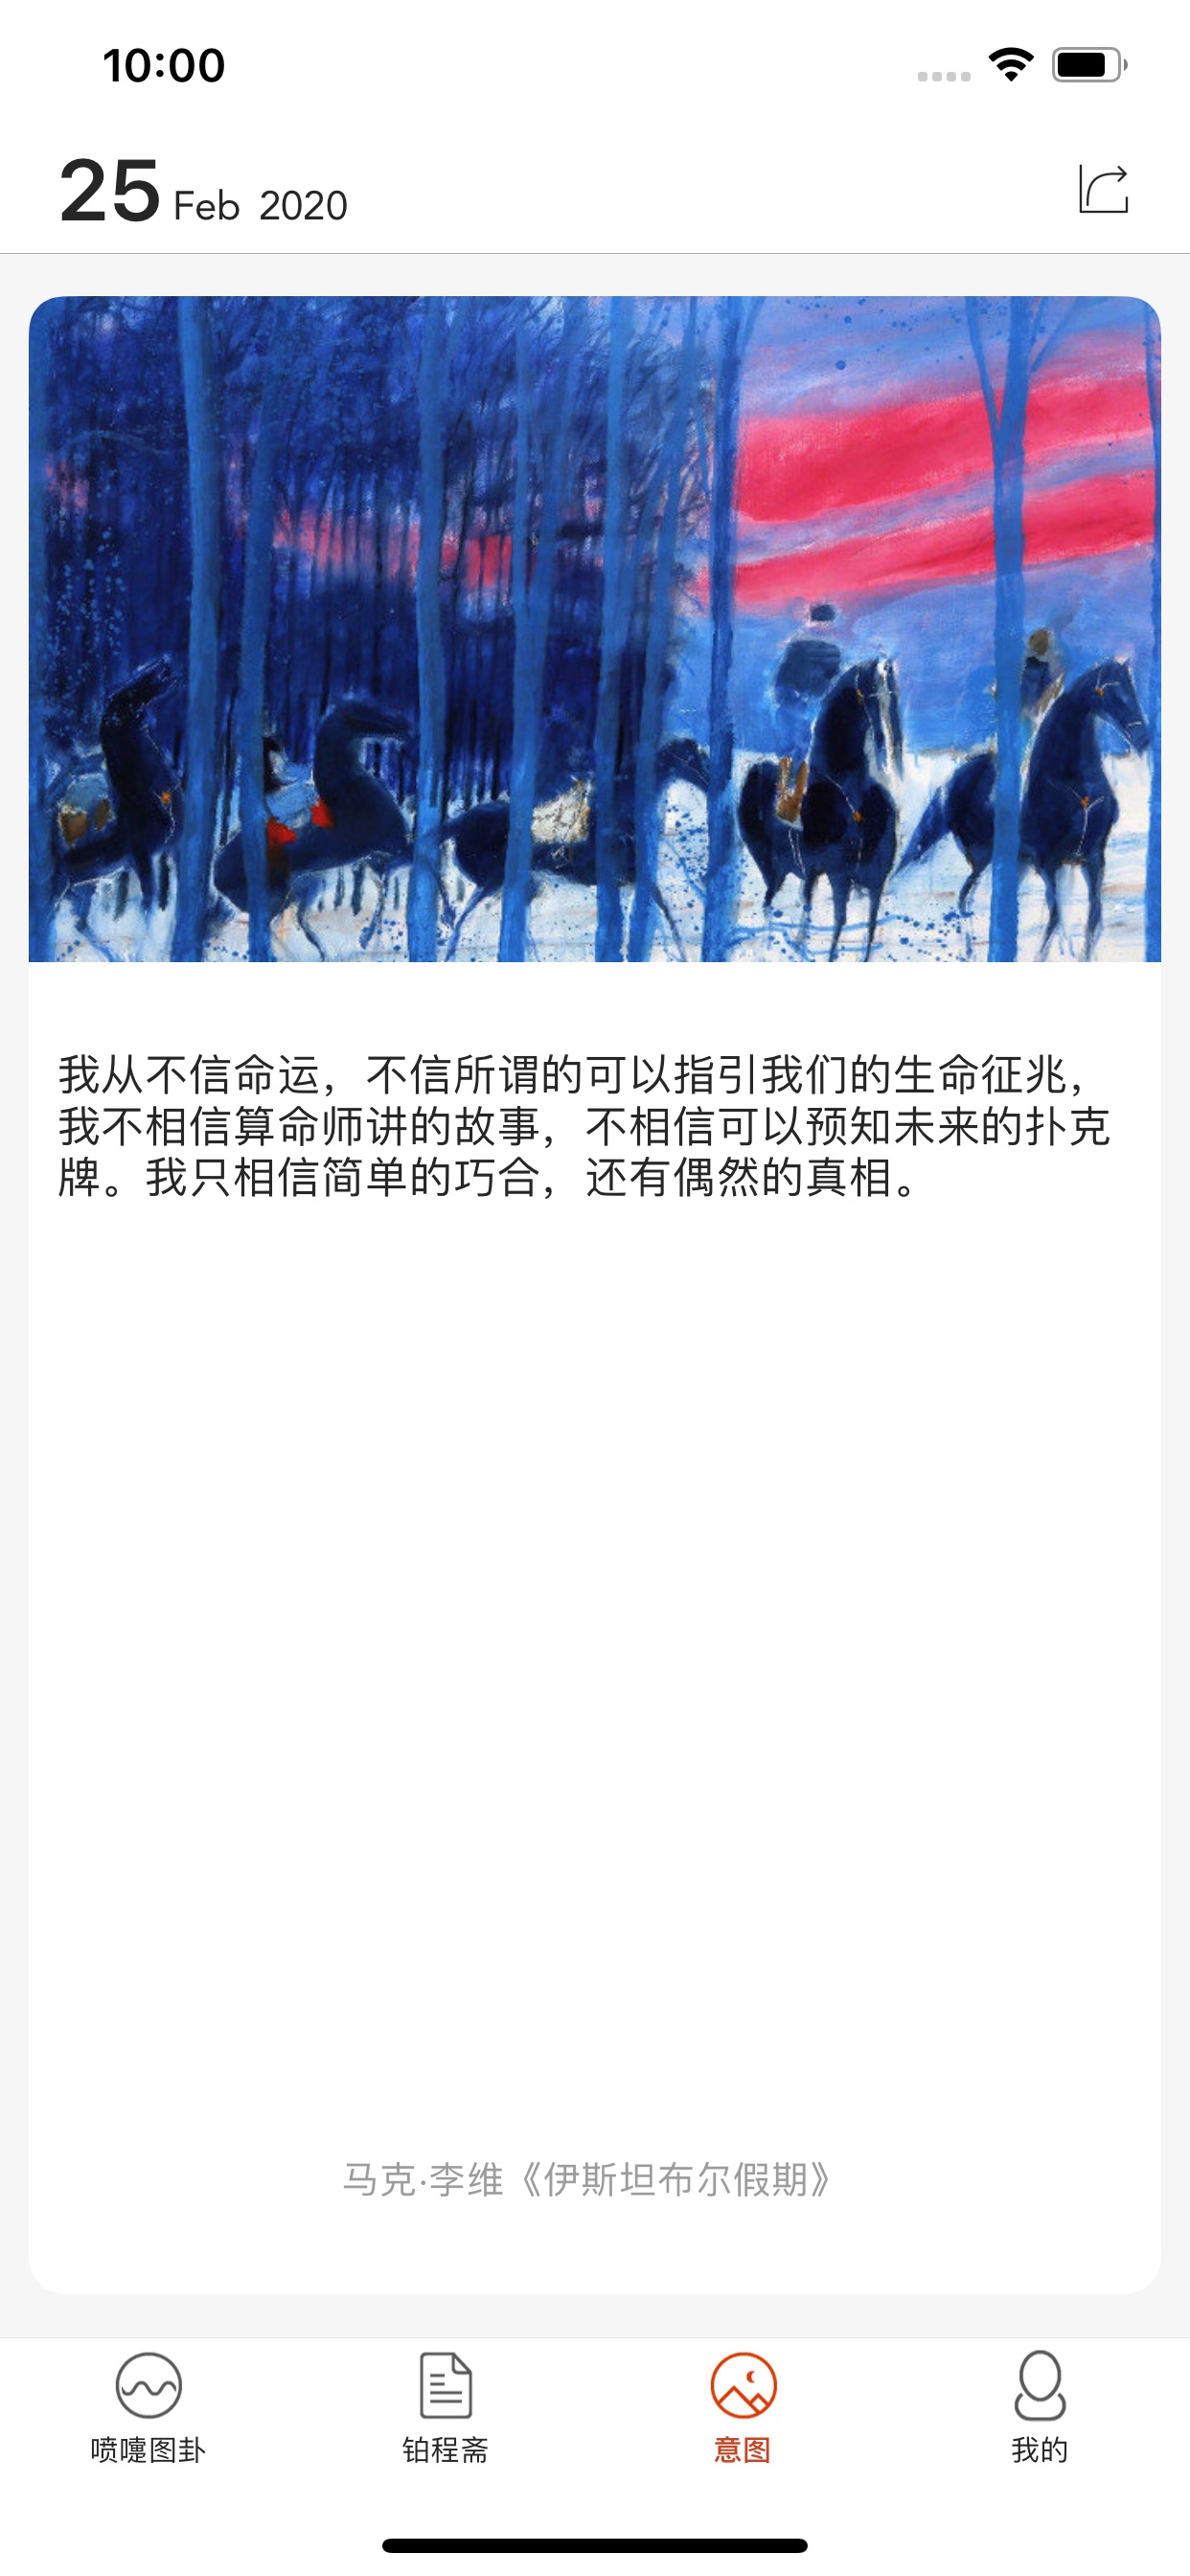 10:00
25 Feb 2020
我从不信命运，不信所谓的可以指引我们的生命征兆，
我不相信算命师讲的故事，不相信可以预知未来的扑克
牌。我只相信简单的巧合，还有偶然的真相。
马克·李维《伊斯坦布尔假期》
喷嚏图卦
铂程斋
意图
我的